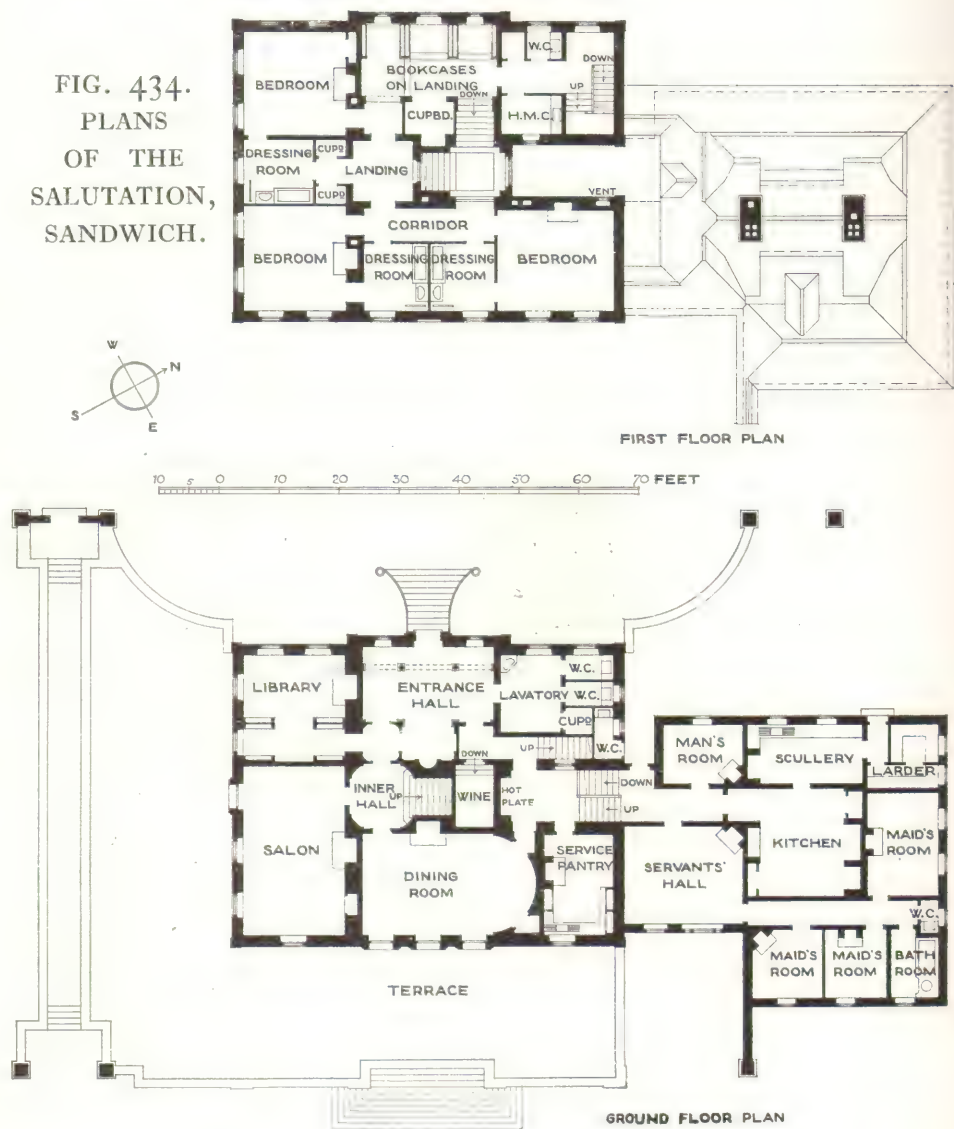 FIG. 434.
PLANS
OF THE
SALUTATION,
SANDWICH.
BEDROOM
BOOKCASES
ON LANDING
DOWN
W.C.
DOWN
UP
CUPBD.
H.M.C.
DRESSING
ROOM
CUPD
CUPD
LANDING
VENT
CORRIDOR
BEDROOM
DRESSING
ROOM
DRESSING
ROOM
BEDROOM
W
N
S
E
FIRST FLOOR PLAN
10 5 0 10 20 30 40 50 60 70 FEET
LIBRARY
ENTRANCE
HALL
LAVATORY
W.C.
W.C.
CUPD
W.C.
UP
DOWN
MAN'S
ROOM
SCULLERY
LARDER
INNER
HALL
UP
WINE
HOT
PLATE
DOWN
UP
SALON
DINING
ROOM
SERVICE
PANTRY
SERVANTS'
HALL
KITCHEN
MAID'S
ROOM
W.C.
MAID'S
ROOM
MAID'S
ROOM
BATH
ROOM
TERRACE
GROUND FLOOR PLAN